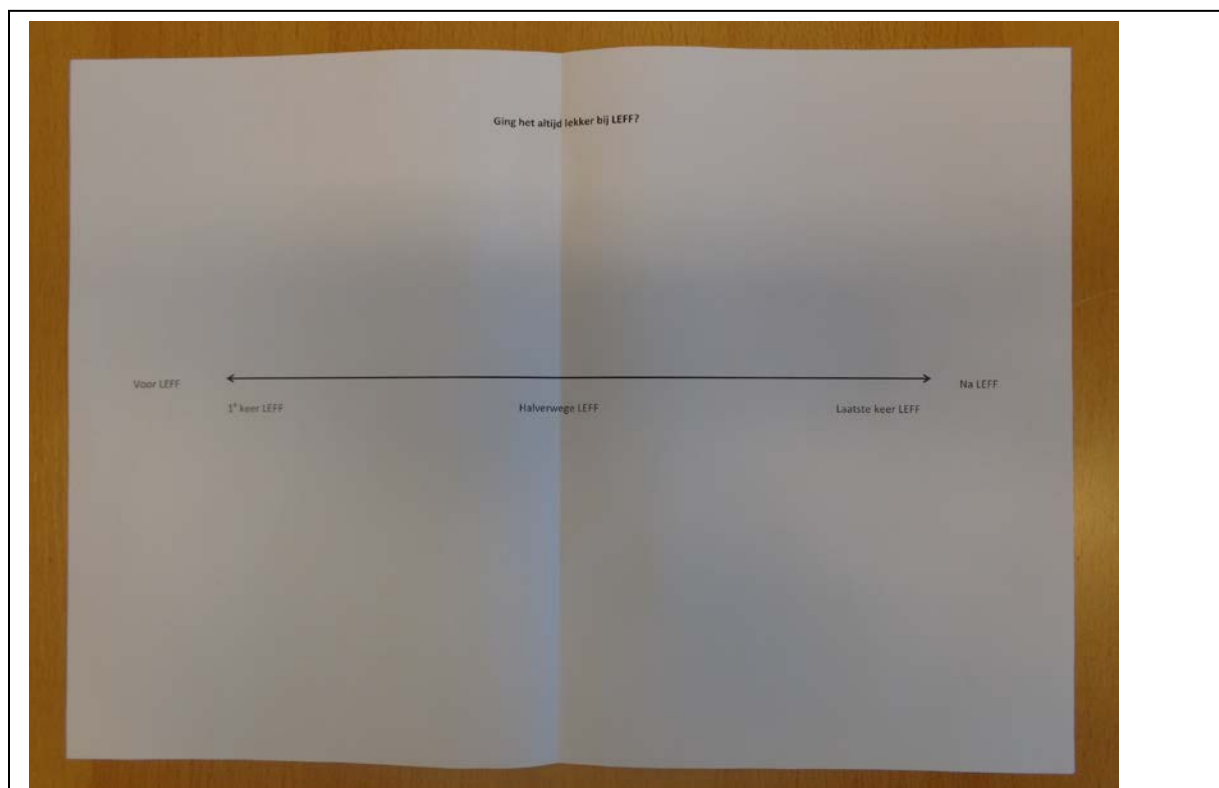 Ging het altijd lekker bij LEFF?
Voor LEFF
Na LEFF
1e keer LEFF
Halverwege LEFF
Laatste keer LEFF